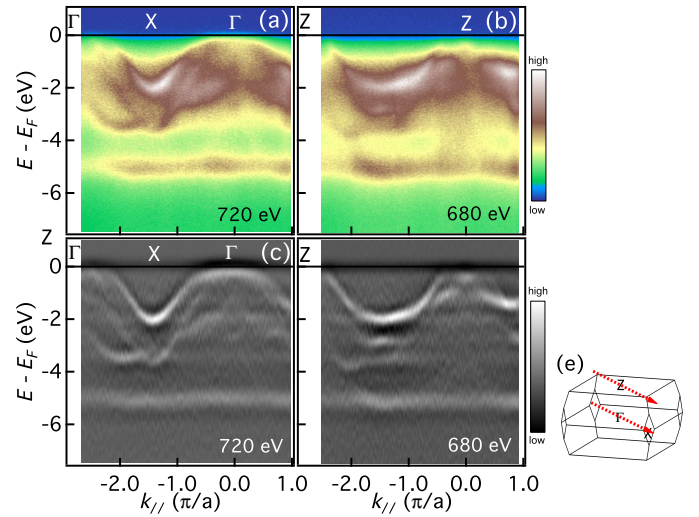 Γ X Γ (a)
Z Z (b)
0
-2
-4
-6
E - E_F (eV)
720 eV
680 eV
high
low
Z
Γ X Γ (c)
Z
0
-2
-4
-6
E - E_F (eV)
720 eV
680 eV
high
low
-2.0 -1.0 0.0 1.0
-2.0 -1.0 0.0 1.0
k// (π/a)
k// (π/a)
(e)
Z
Γ
X